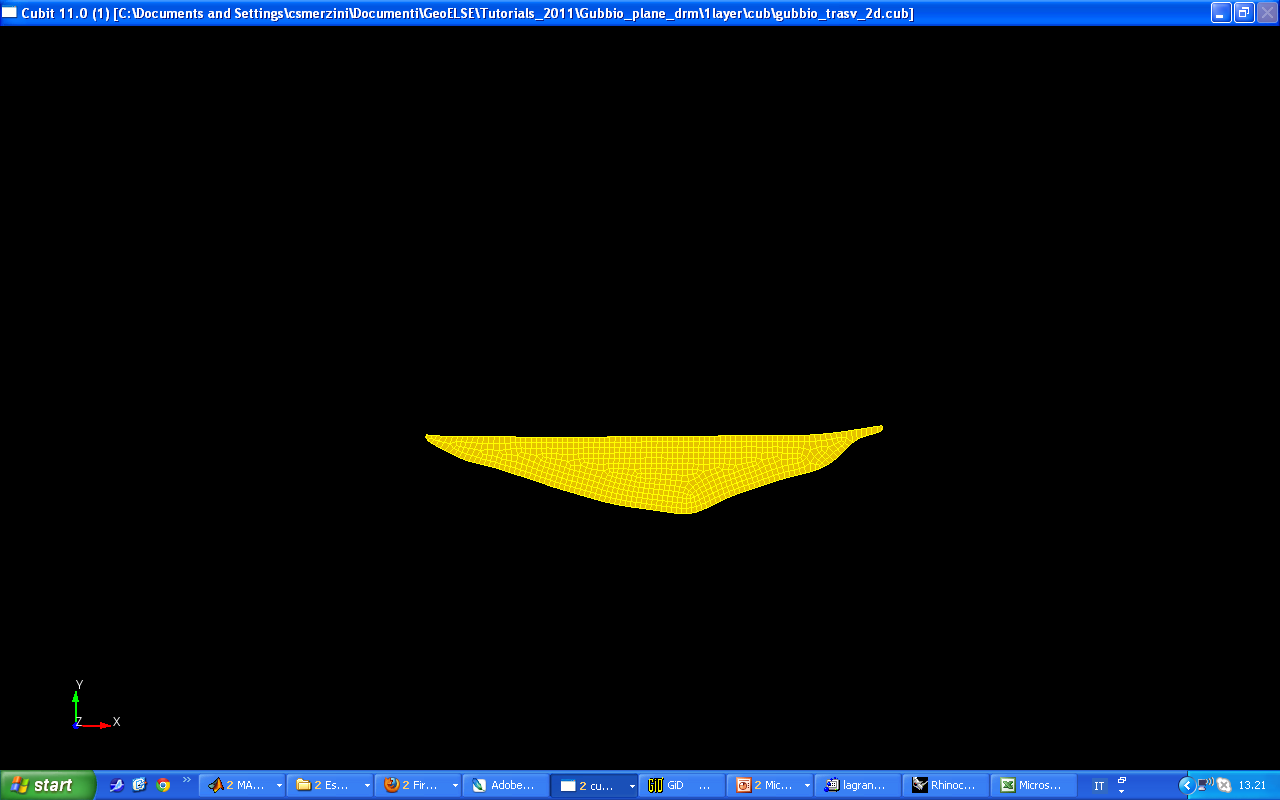 Cubit 11.0 (1) [C:\Documents and Settings\csmerzini\Documenti\GeoELSE\Tutorials_2011\Gubbio_plane_drm\1layer\cub\gubbio_trasv_2d.cub]
Y
Z X
start » 2 MA... 2 Es... 2 Fir... Adobe... 2 cu... GiD ... 2 Mic... lagran... Rhinoc... Micros... IT 13.21